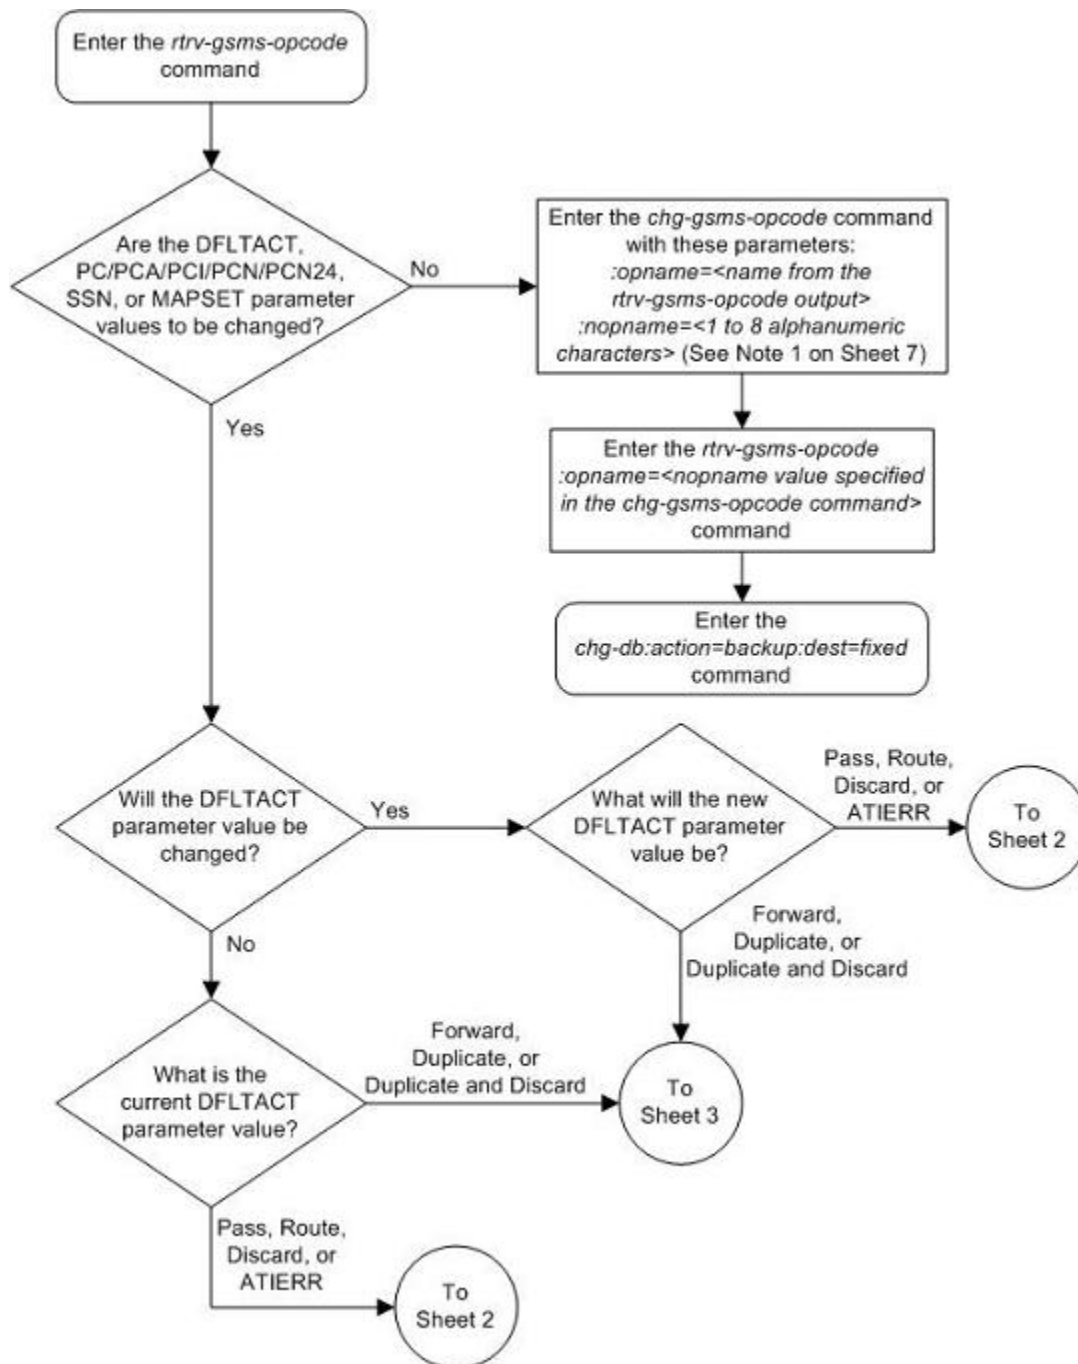 Enter the rtrv-gsms-opcode
command
Are the DFLTACT,
PC/PCA/PCI/PCN/PCN24,
SSN, or MAPSET parameter
values to be changed?
No
Enter the chg-gsms-opcode command
with these parameters:
:opname=<name from the
rtrv-gsms-opcode output>
:nopname=<1 to 8 alphanumeric
characters> (See Note 1 on Sheet 7)
Yes
Enter the rtrv-gsms-opcode
:opname=<nopname value specified
in the chg-gsms-opcode command>
command
Enter the
chg-db:action=backup:dest=fixed
command
Will the DFLTACT
parameter value be
changed?
Yes
What will the new
DFLTACT parameter
value be?
Pass, Route,
Discard, or
ATIERR
To
Sheet 2
Forward,
Duplicate, or
Duplicate and Discard
No
What is the
current DFLTACT
parameter value?
Forward,
Duplicate, or
Duplicate and Discard
To
Sheet 3
Pass, Route,
Discard, or
ATIERR
To
Sheet 2